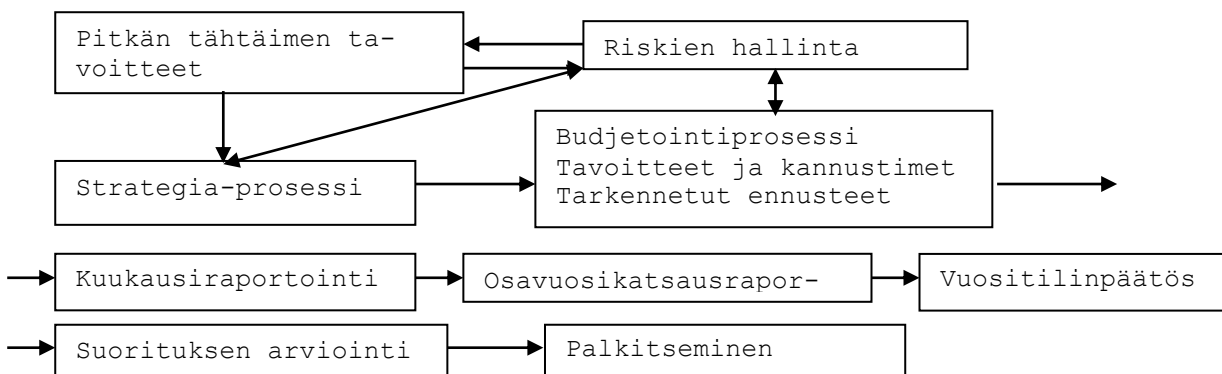 Pitkän tähtäimen ta-
voitteet
Riskien hallinta
Budjetointiprosessi
Tavoitteet ja kannustimet
Tarkennetut ennusteet
Strategia-prosessi
Kuukausiraportointi
Osavuosikatsausrapor-
Vuositilinpäätös
Suorituksen arviointi
Palkitseminen